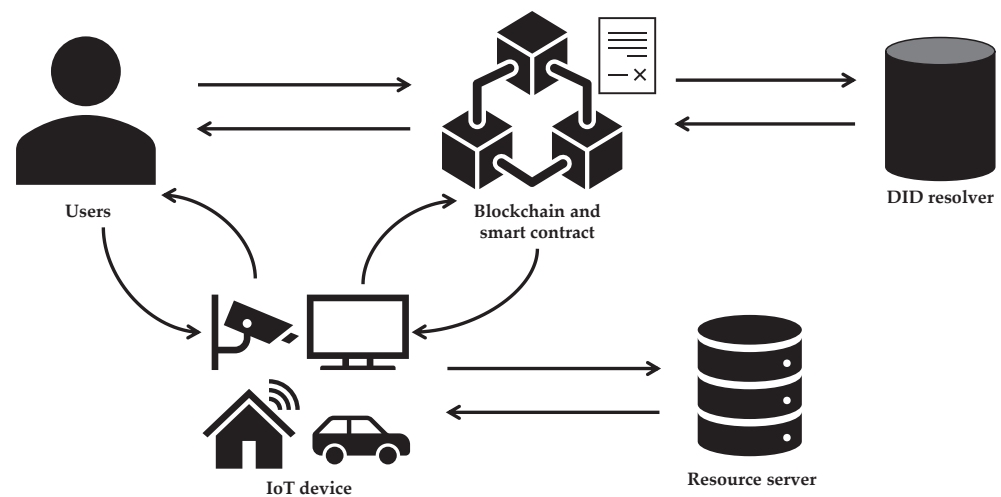 Users
Blockchain and
smart contract
DID resolver
IoT device
Resource server